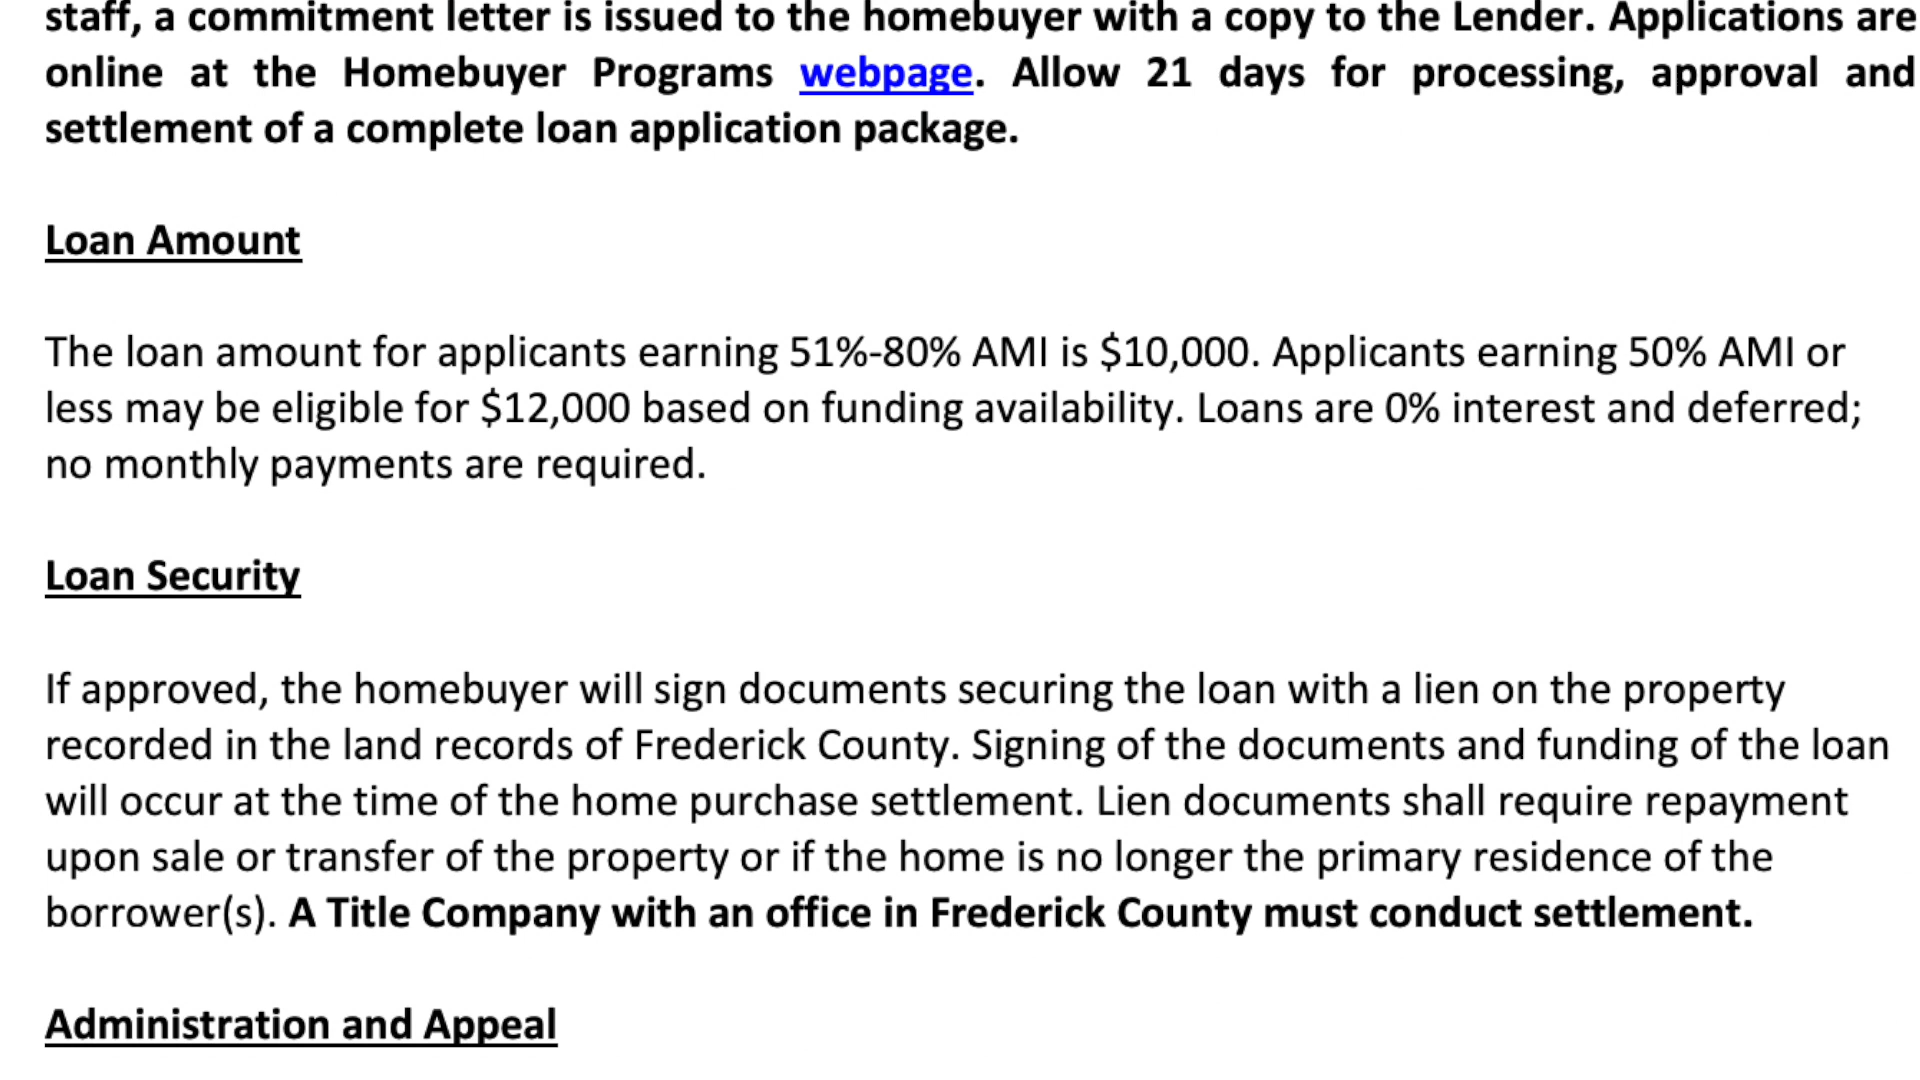 staff, a commitment letter is issued to the homebuyer with a copy to the Lender. Applications are
online at the Homebuyer Programs webpage. Allow 21 days for processing, approval and
settlement of a complete loan application package.
Loan Amount
The loan amount for applicants earning 51%-80% AMI is $10,000. Applicants earning 50% AMI or
less may be eligible for $12,000 based on funding availability. Loans are 0% interest and deferred;
no monthly payments are required.
Loan Security
If approved, the homebuyer will sign documents securing the loan with a lien on the property
recorded in the land records of Frederick County. Signing of the documents and funding of the loan
will occur at the time of the home purchase settlement. Lien documents shall require repayment
upon sale or transfer of the property or if the home is no longer the primary residence of the
borrower(s). A Title Company with an office in Frederick County must conduct settlement.
Administration and Appeal